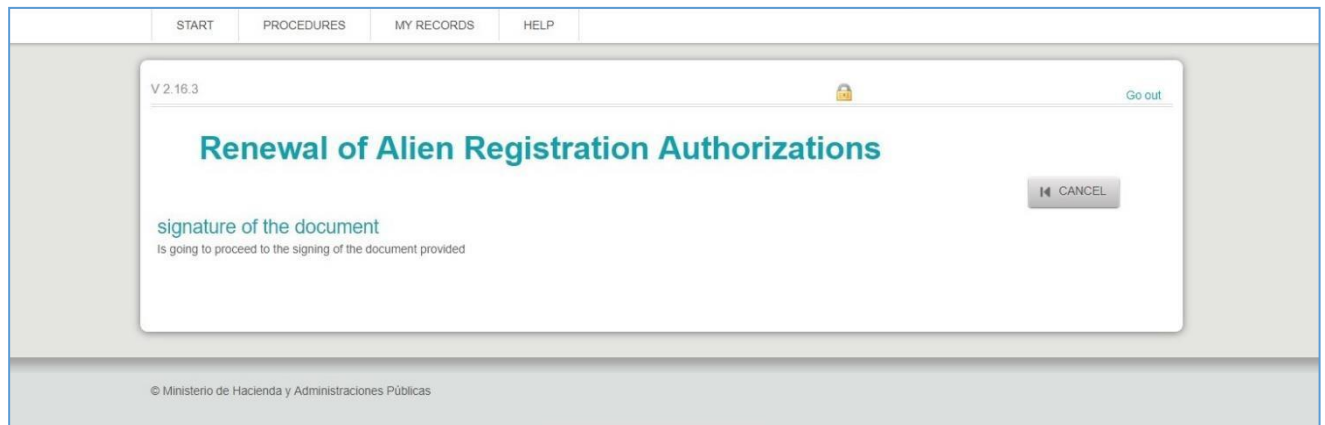 START PROCEDURES MY RECORDS HELP
V 2.16.3 Go out
Renewal of Alien Registration Authorizations
CANCEL
signature of the document
Is going to proceed to the signing of the document provided
© Ministerio de Hacienda y Administraciones Públicas